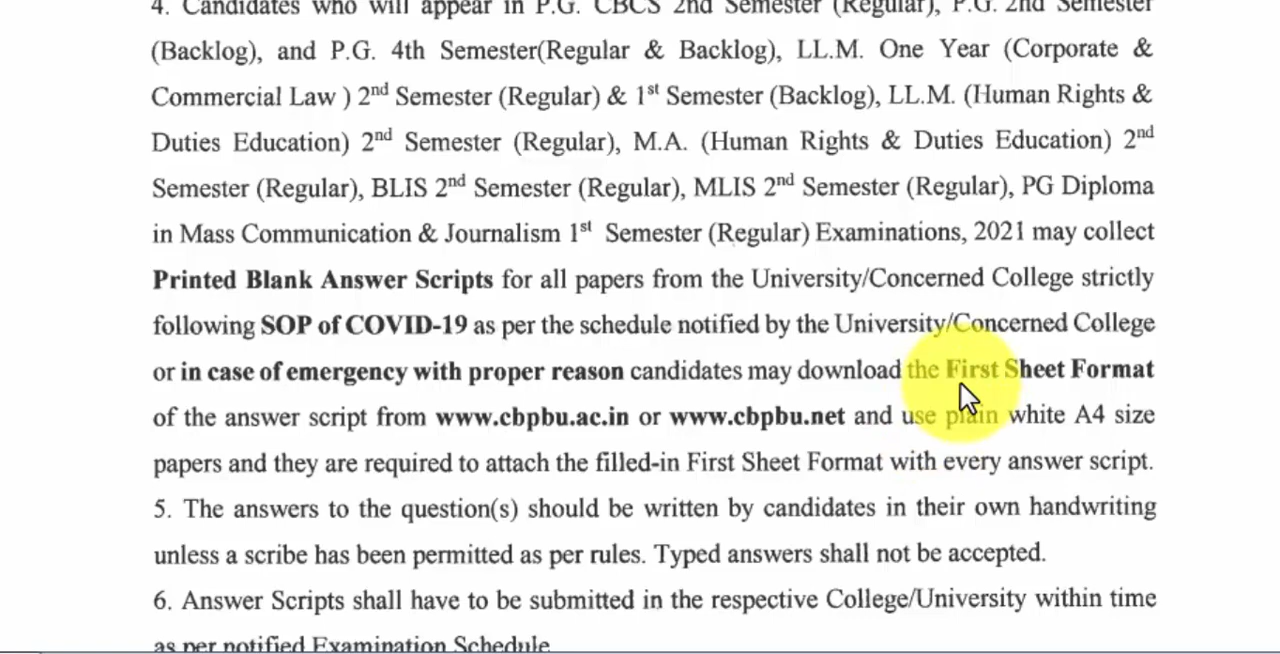 4. Candidates who will appear in P.G. CBCS 2nd Semester (Regular), P.G. 2nd Semester
(Backlog), and P.G. 4th Semester(Regular & Backlog), LL.M. One Year (Corporate &
Commercial Law ) 2nd Semester (Regular) & 1st Semester (Backlog), LL.M. (Human Rights &
Duties Education) 2nd Semester (Regular), M.A. (Human Rights & Duties Education) 2nd
Semester (Regular), BLIS 2nd Semester (Regular), MLIS 2nd Semester (Regular), PG Diploma
in Mass Communication & Journalism 1st Semester (Regular) Examinations, 2021 may collect
Printed Blank Answer Scripts for all papers from the University/Concerned College strictly
following SOP of COVID-19 as per the schedule notified by the University/Concerned College
or in case of emergency with proper reason candidates may download the First Sheet Format
of the answer script from www.cbpbu.ac.in or www.cbpbu.net and use plain white A4 size
papers and they are required to attach the filled-in First Sheet Format with every answer script.
5. The answers to the question(s) should be written by candidates in their own handwriting
unless a scribe has been permitted as per rules. Typed answers shall not be accepted.
6. Answer Scripts shall have to be submitted in the respective College/University within time
as per notified Examination Schedule